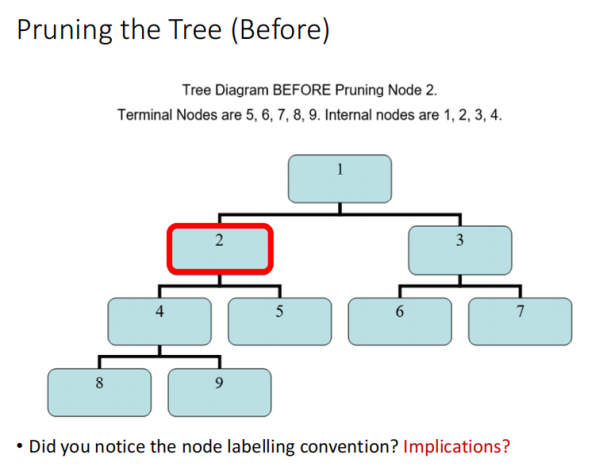 Pruning the Tree (Before)
Tree Diagram BEFORE Pruning Node 2.
Terminal Nodes are 5, 6, 7, 8, 9. Internal nodes are 1, 2, 3, 4.
1
2 3
4 5 6 7
8 9
• Did you notice the node labelling convention? Implications?